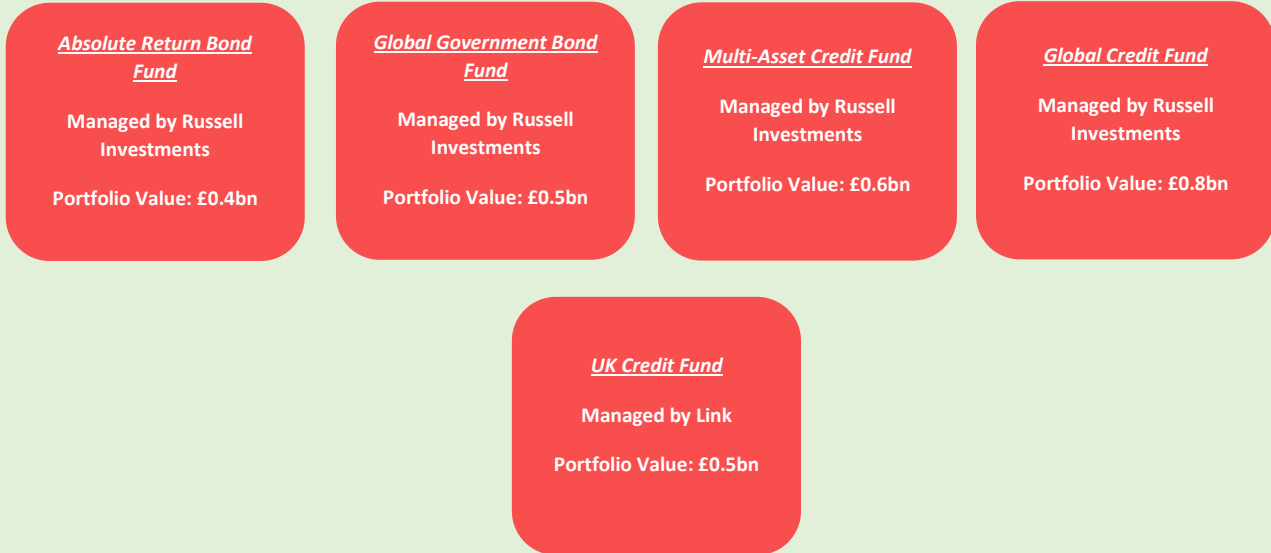 Absolute Return Bond
Fund
Managed by Russell
Investments
Portfolio Value: £0.4bn
Global Government Bond
Fund
Managed by Russell
Investments
Portfolio Value: £0.5bn
Multi-Asset Credit Fund
Managed by Russell
Investments
Portfolio Value: £0.6bn
Global Credit Fund
Managed by Russell
Investments
Portfolio Value: £0.8bn
UK Credit Fund
Managed by Link
Portfolio Value: £0.5bn